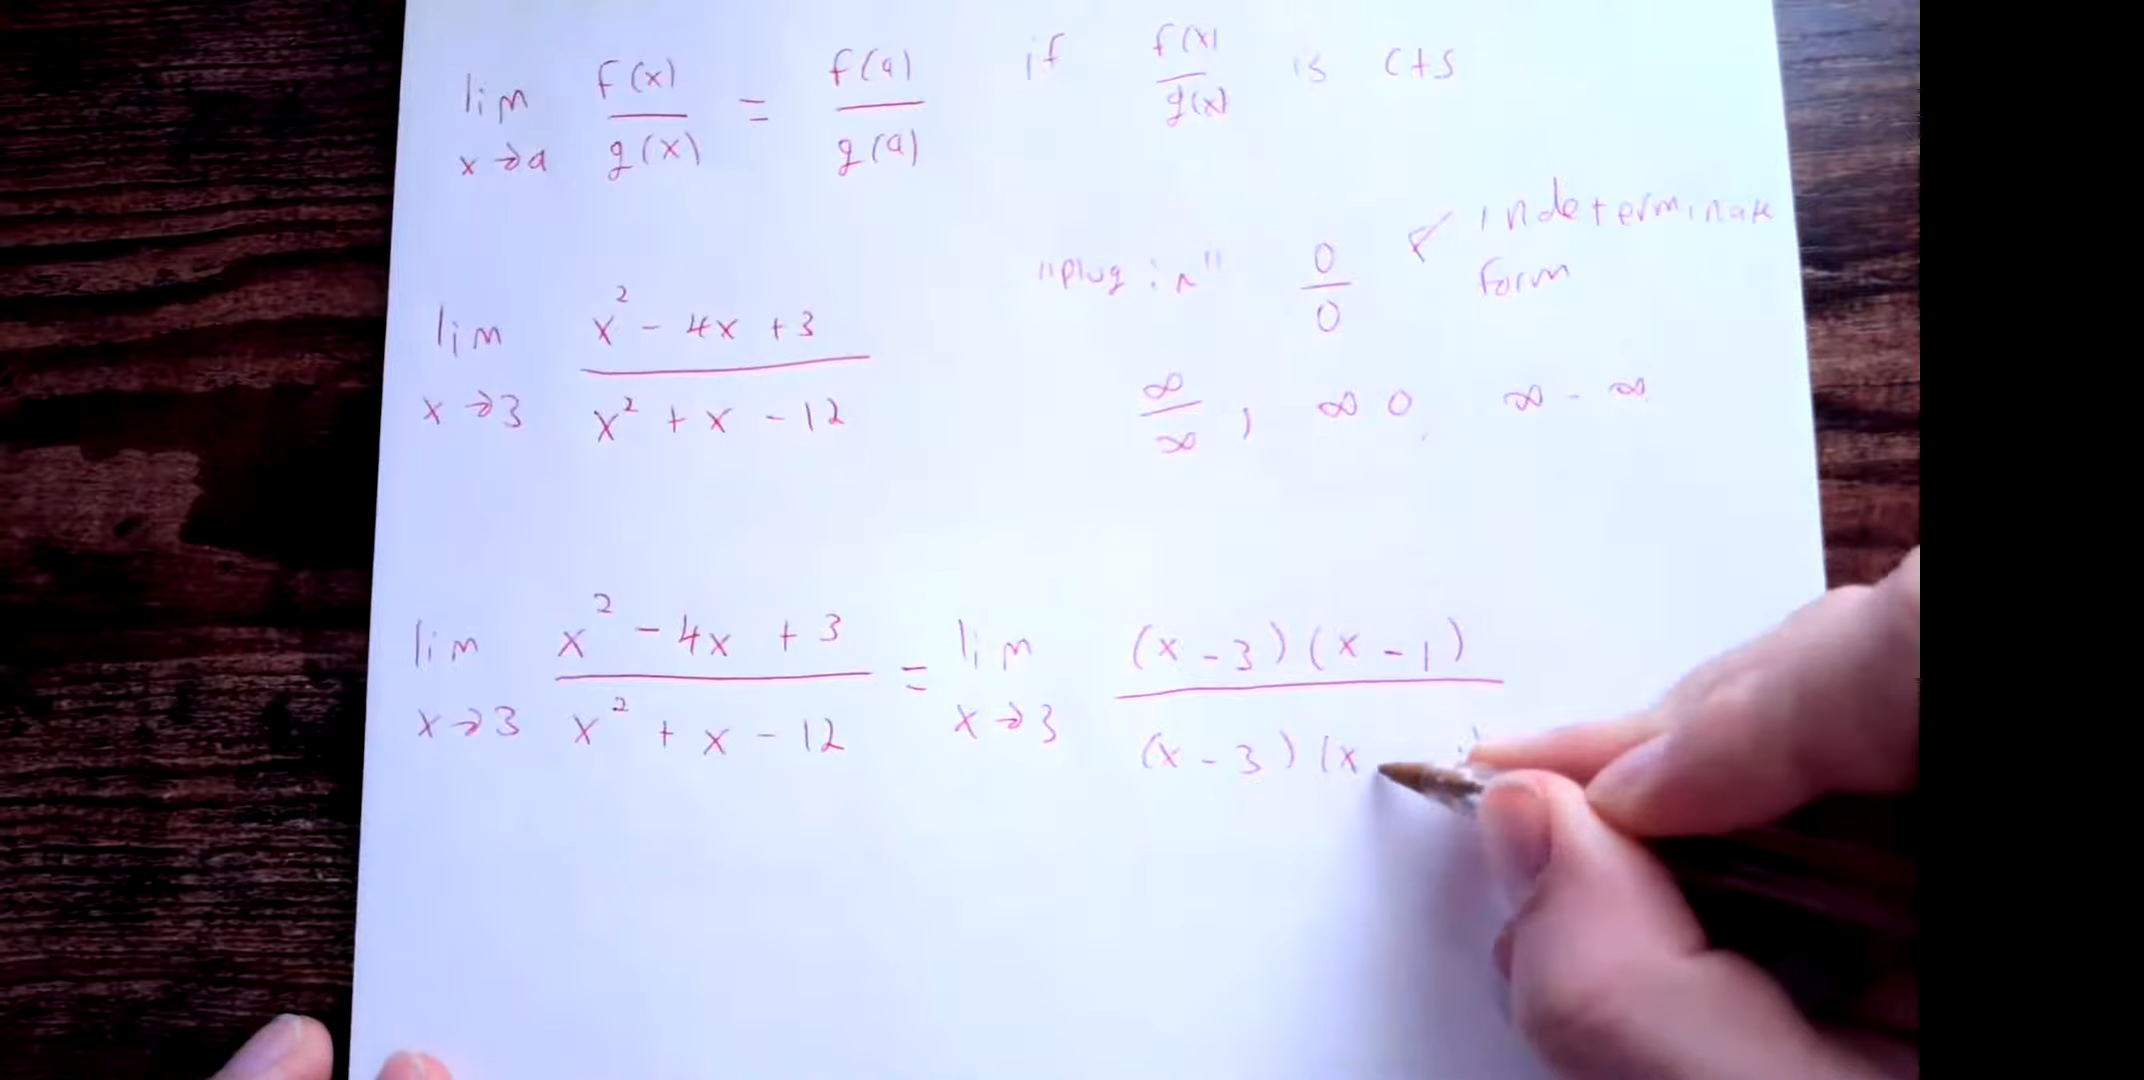 lim x→a f(x)/g(x) = f(a)/g(a) if f(x)/g(x) is cts
"plug in" 0/0 ← indeterminate form
lim x→3 (x² - 4x + 3)/(x² + x - 12)
∞/∞, ∞ 0 ∞ - ∞
lim x→3 (x² - 4x + 3)/(x² + x - 12) = lim x→3 (x - 3)(x - 1)/(x - 3)(x